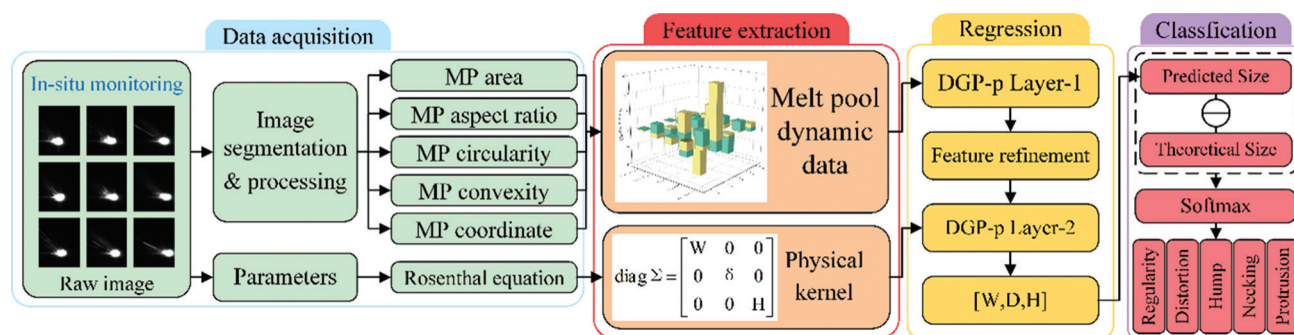 Data acquisition
In-situ monitoring
Raw image
Image
segmentation
& processing
Parameters
MP area
MP aspect ratio
MP circularity
MP convexity
MP coordinate
Rosenthal equation
Feature extraction
Melt pool
dynamic
data
diag Σ =
W 0 0
0 δ 0
0 0 H
Physical
kernel
Regression
DGP-p Layer-1
Feature refinement
DGP-p Layer-2
[W,D,H]
Classfication
Predicted Size
Theoretical Size
Softmax
Regularity
Distortion
Hump
Necking
Protrusion